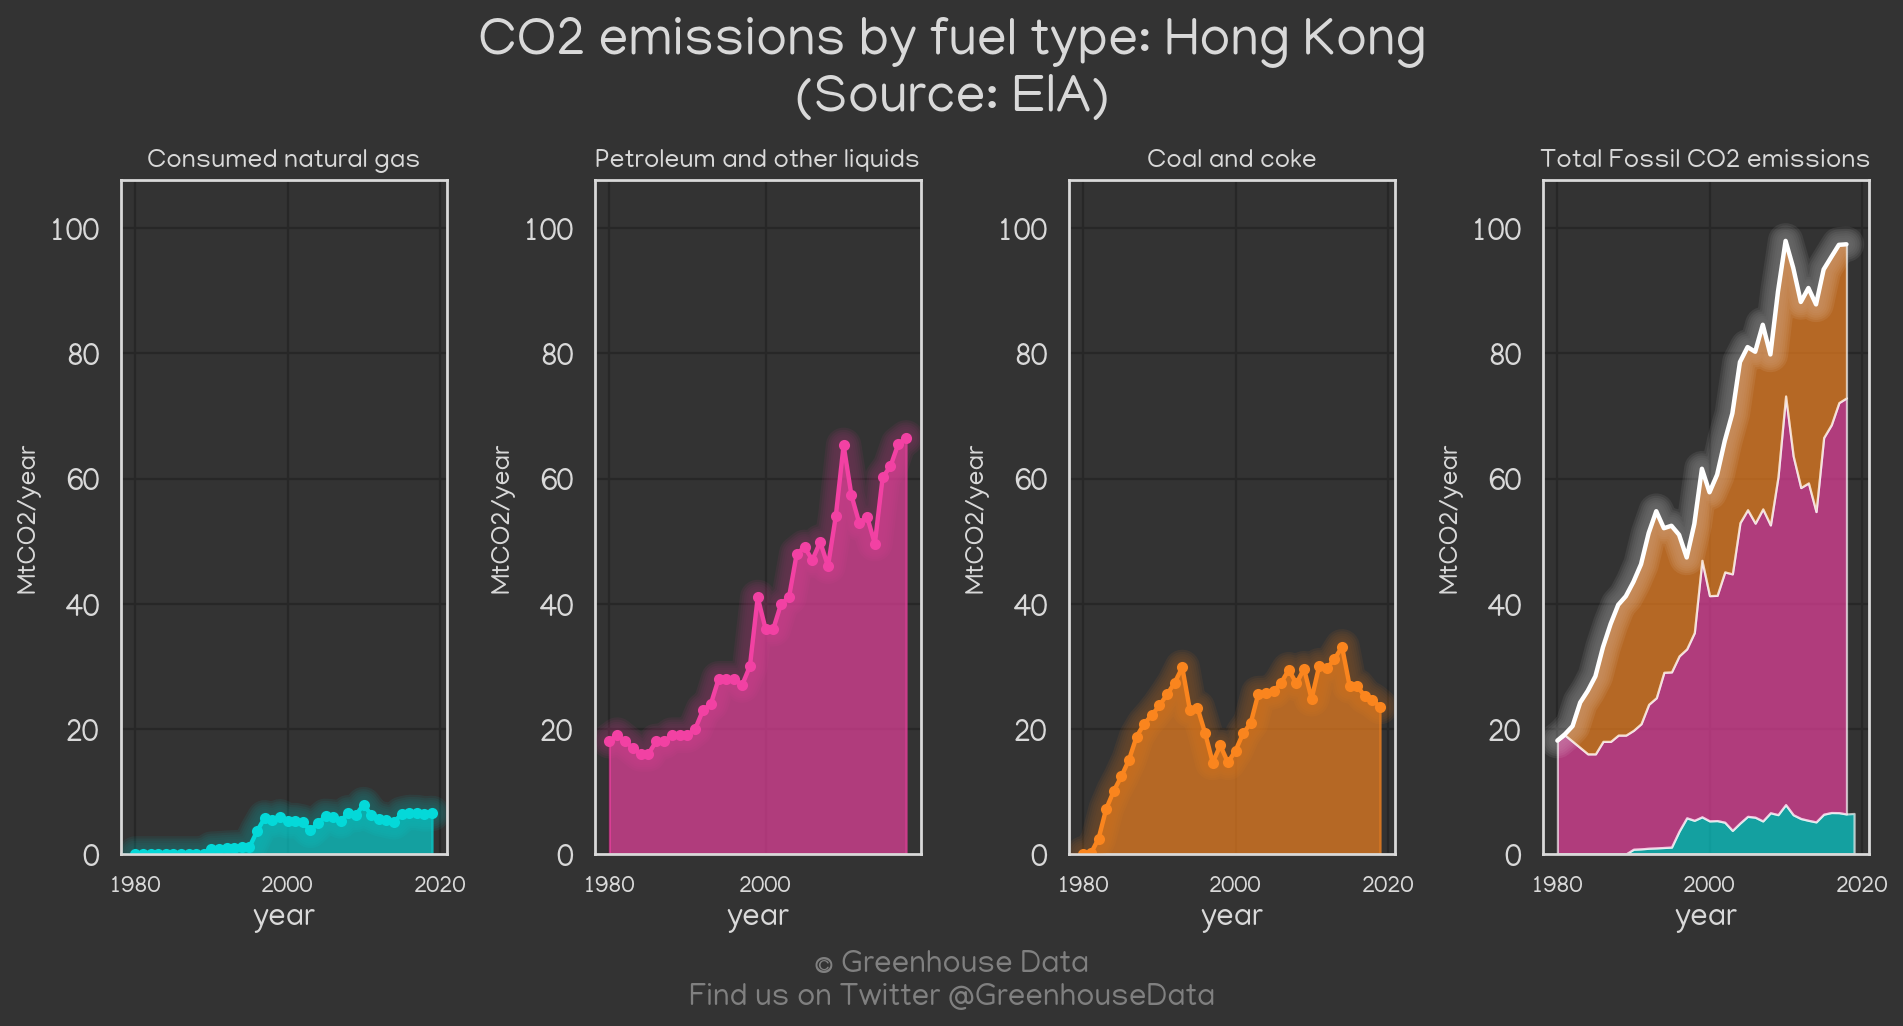 CO2 emissions by fuel type: Hong Kong
(Source: EIA)
Consumed natural gas
MtCO2/year
100
80
60
40
20
0
1980 2000 2020
year
Petroleum and other liquids
MtCO2/year
100
80
60
40
20
0
1980 2000
year
Coal and coke
MtCO2/year
100
80
60
40
20
0
1980 2000 2020
year
Total Fossil CO2 emissions
MtCO2/year
100
80
60
40
20
0
1980 2000 2020
year
© Greenhouse Data
Find us on Twitter @GreenhouseData